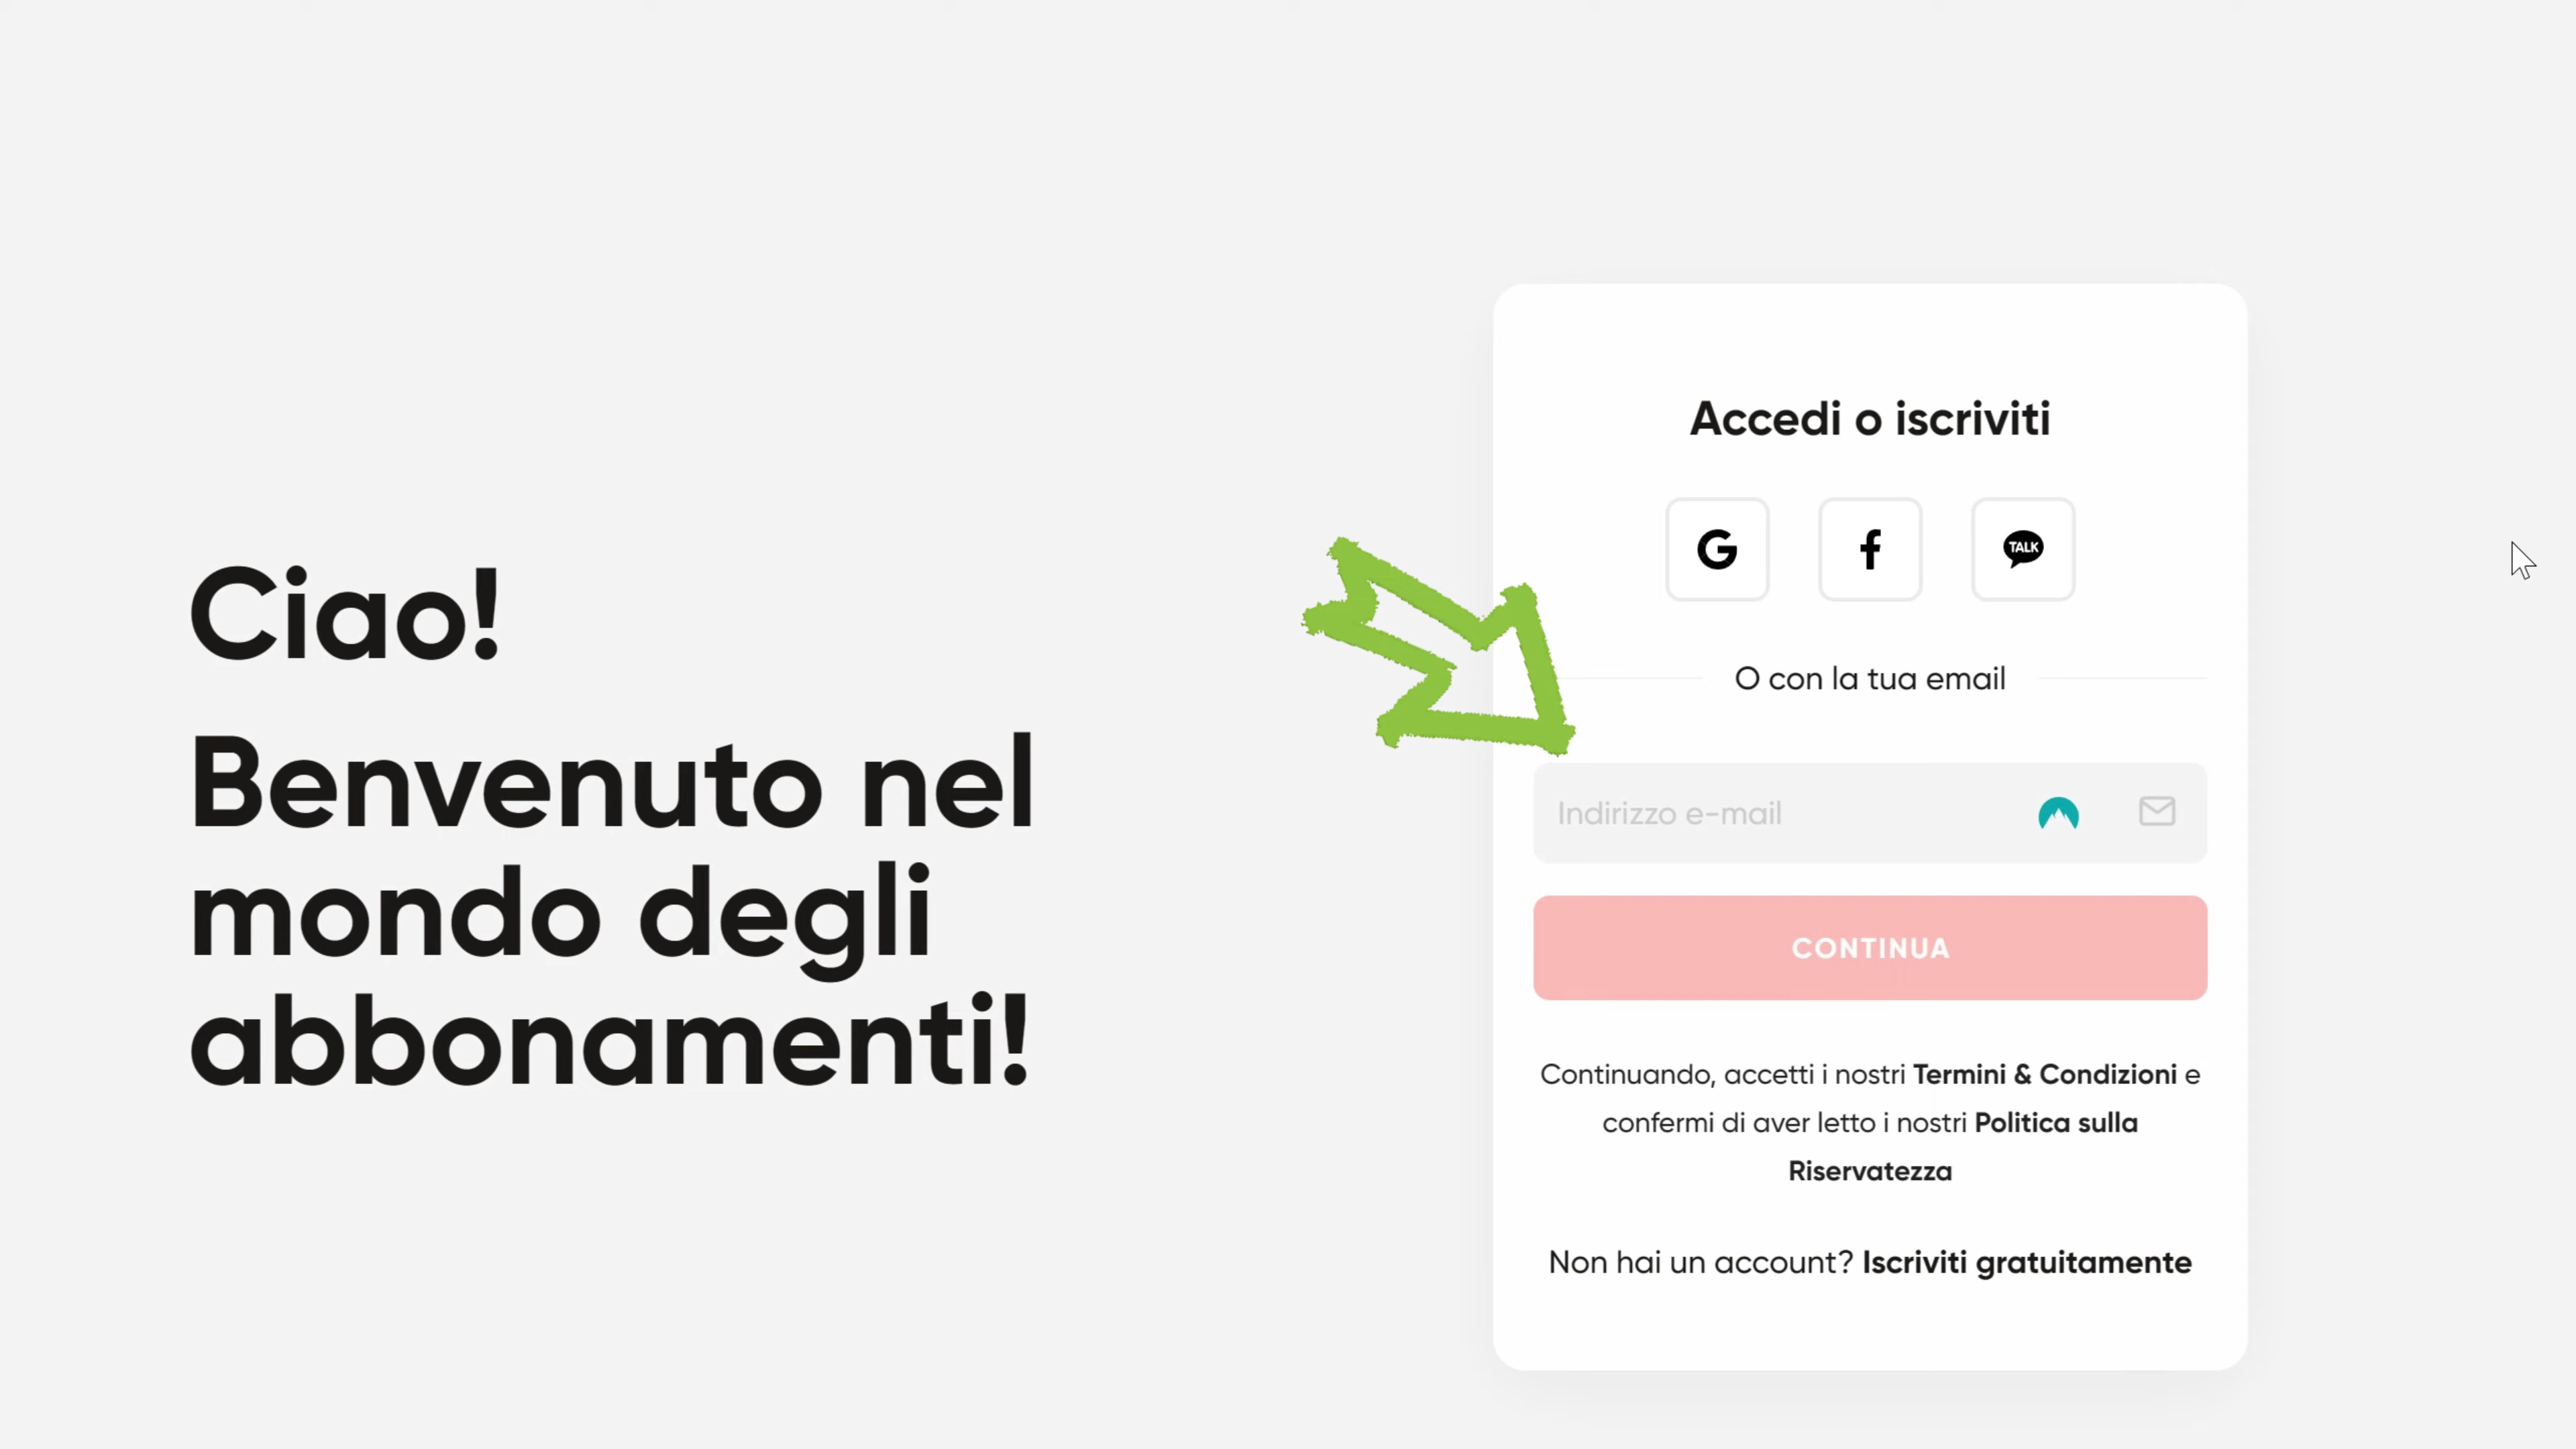 Ciao!
Benvenuto nel
mondo degli
abbonamenti!
Accedi o iscriviti
G
f
TALK
O con la tua email
Indirizzo e-mail
CONTINUA
Continuando, accetti i nostri Termini & Condizioni e
confermi di aver letto i nostri Politica sulla
Riservatezza
Non hai un account? Iscriviti gratuitamente